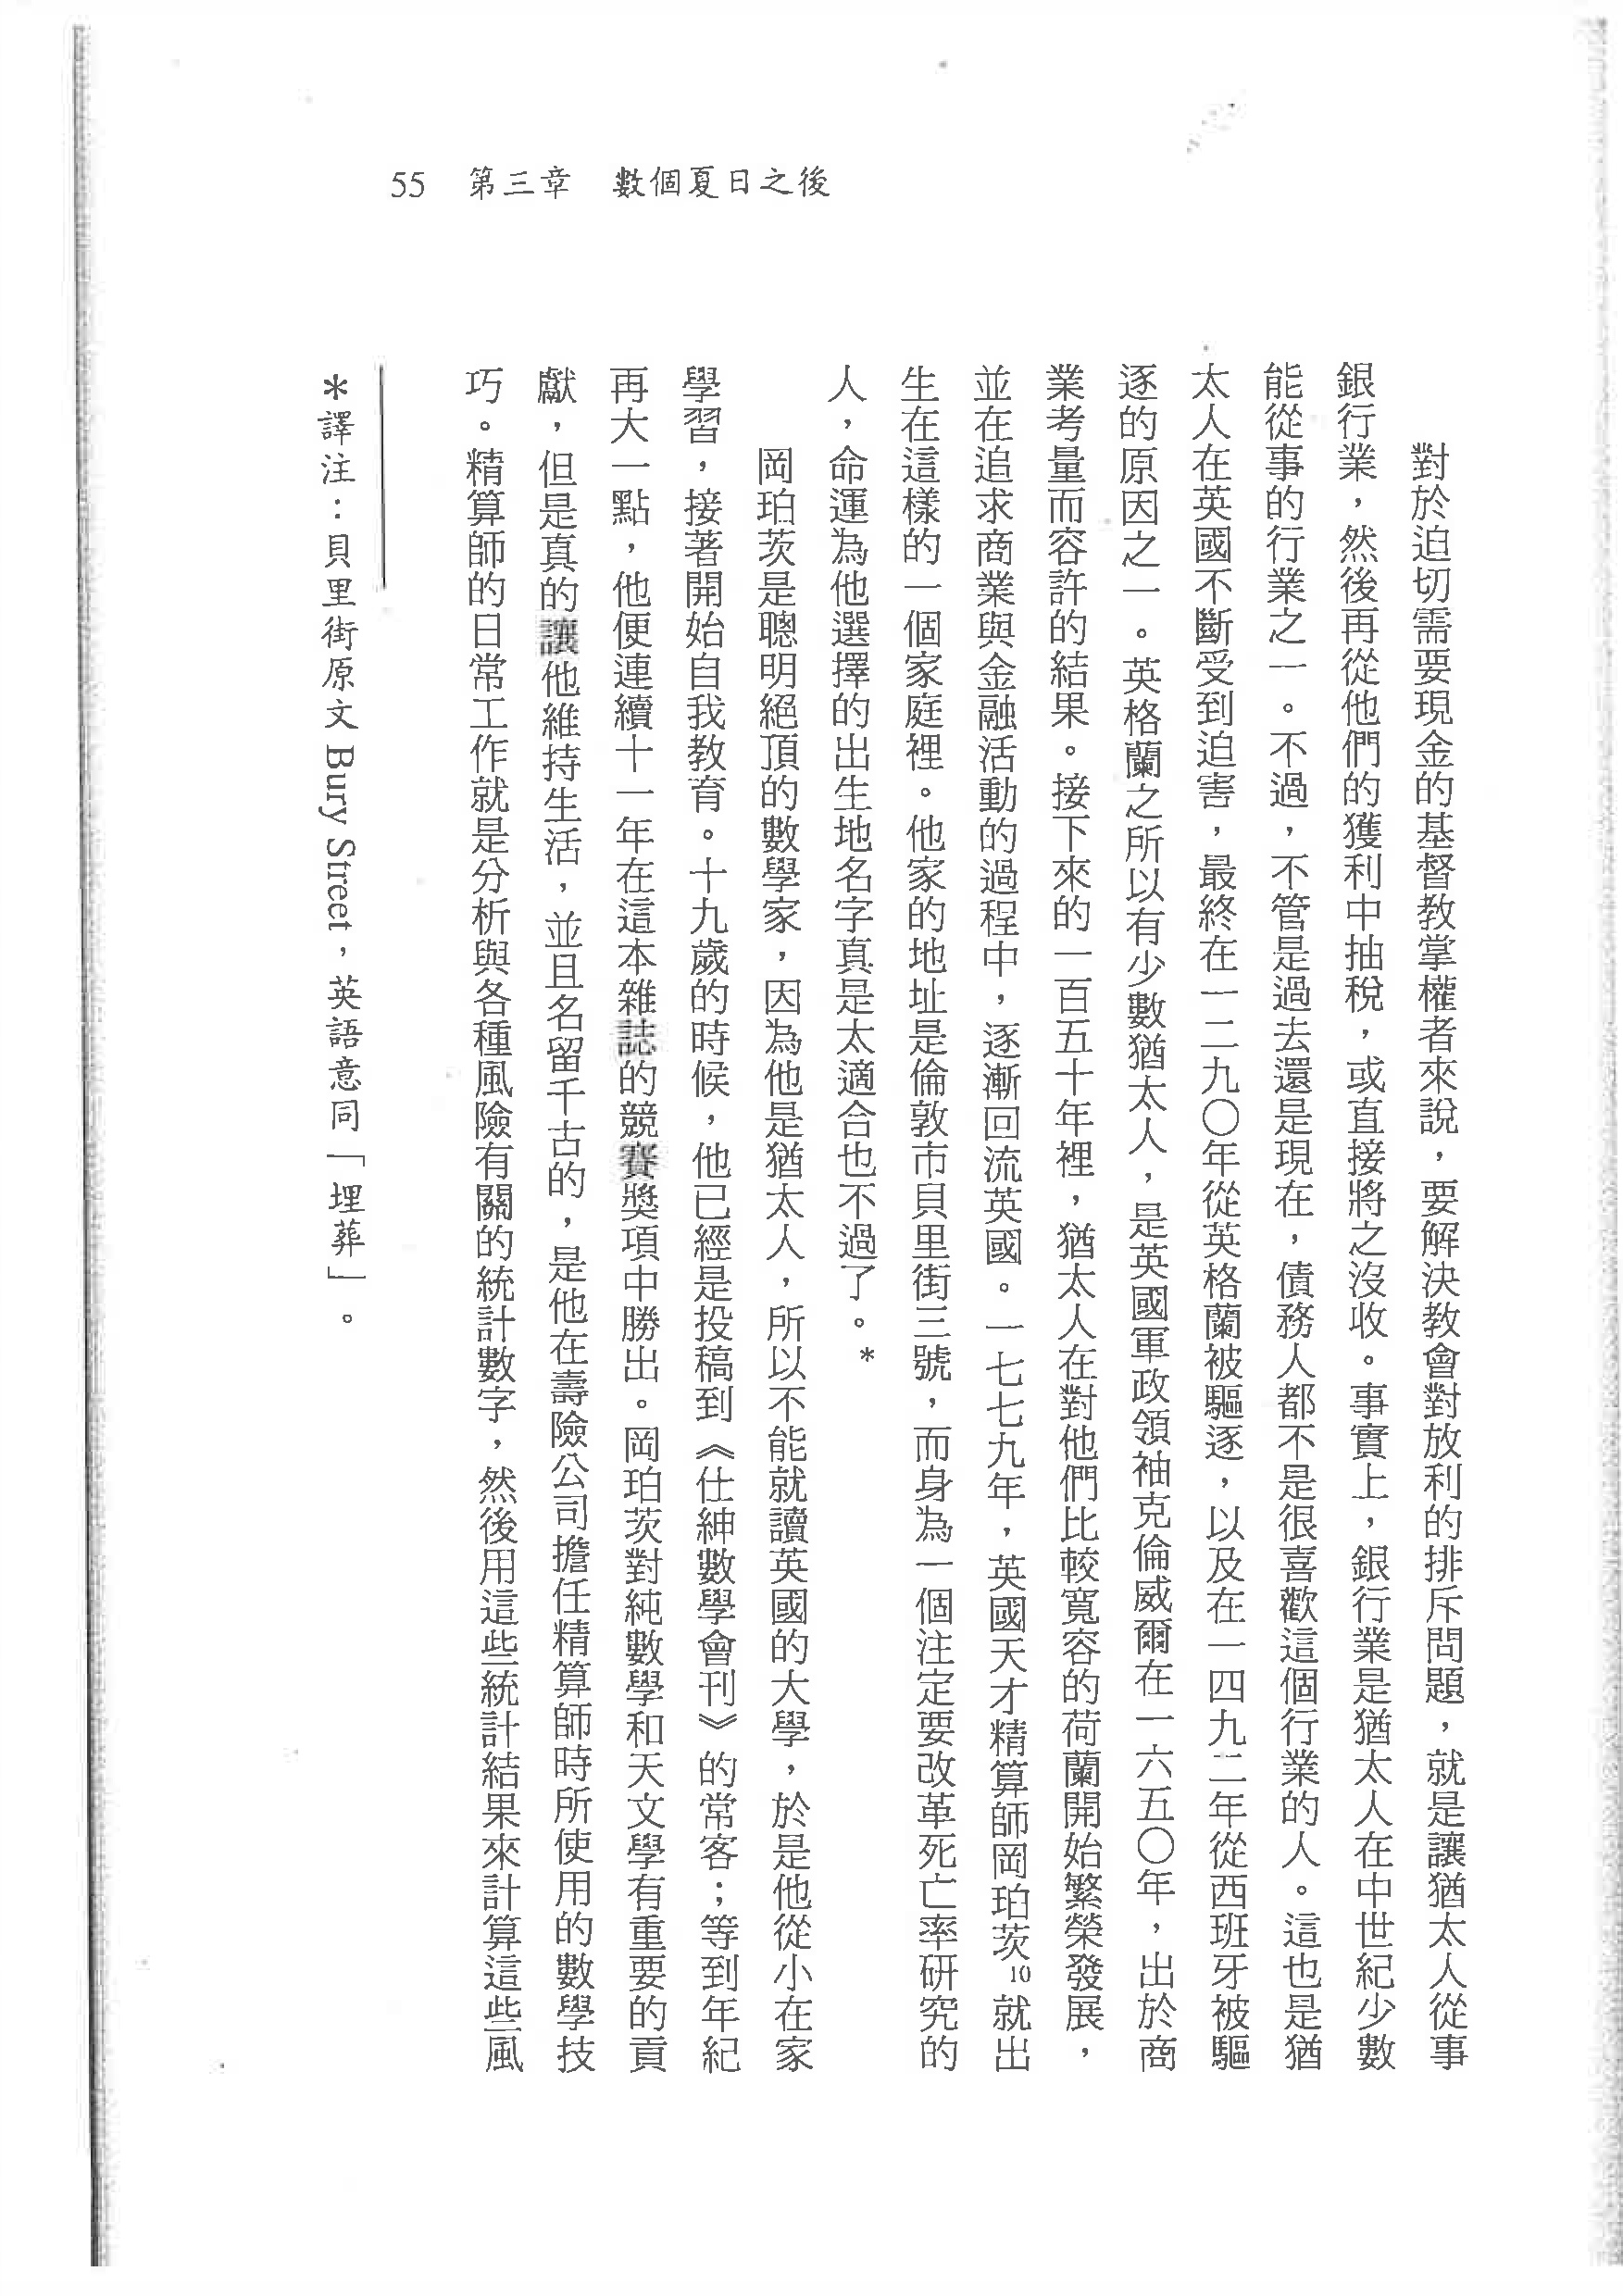 55　第三章　數個夏日之後
對於迫切需要現金的基督教掌權者來說，要解決教會對放利的排斥問題，就是讓猶太人從事
銀行業，然後再從他們的獲利中抽稅，或直接將之沒收。事實上，銀行業是猶太人在中世紀少數
能從事的行業之一。不過，不管是過去還是現在，債務人都不是很喜歡這個行業的人。這也是猶
太人在英國不斷受到迫害，最終在一二九〇年從英格蘭被驅逐，以及在一四九二年從西班牙被驅
逐的原因之一。英格蘭之所以有少數猶太人，是英國軍政領袖克倫威爾在一六五〇年，出於商
業考量而容許的結果。接下來的一百五十年裡，猶太人在對他們比較寬容的荷蘭開始繁榮發展，
並在追求商業與金融活動的過程中，逐漸回流英國。一七七九年，英國天才精算師岡珀茨10就出
生在這樣的一個家庭裡。他家的地址是倫敦市貝里街三號，而身為一個注定要改革死亡率研究的
人，命運為他選擇的出生地名字真是太適合也不過了。*
岡珀茨是聰明絕頂的數學家，因為他是猶太人，所以不能就讀英國的大學，於是他從小在家
學習，接著開始自我教育。十九歲的時候，他已經是投稿到《仕紳數學會刊》的常客；等到年紀
再大一點，他便連續十一年在這本雜誌的競賽獎項中勝出。岡珀茨對純數學和天文學有重要的貢
獻，但是真的讓他維持生活，並且名留千古的，是他在壽險公司擔任精算師時所使用的數學技
巧。精算師的日常工作就是分析與各種風險有關的統計數字，然後用這些統計結果來計算這些風
*譯注：貝里街原文 Bury Street，英語意同「埋葬」。